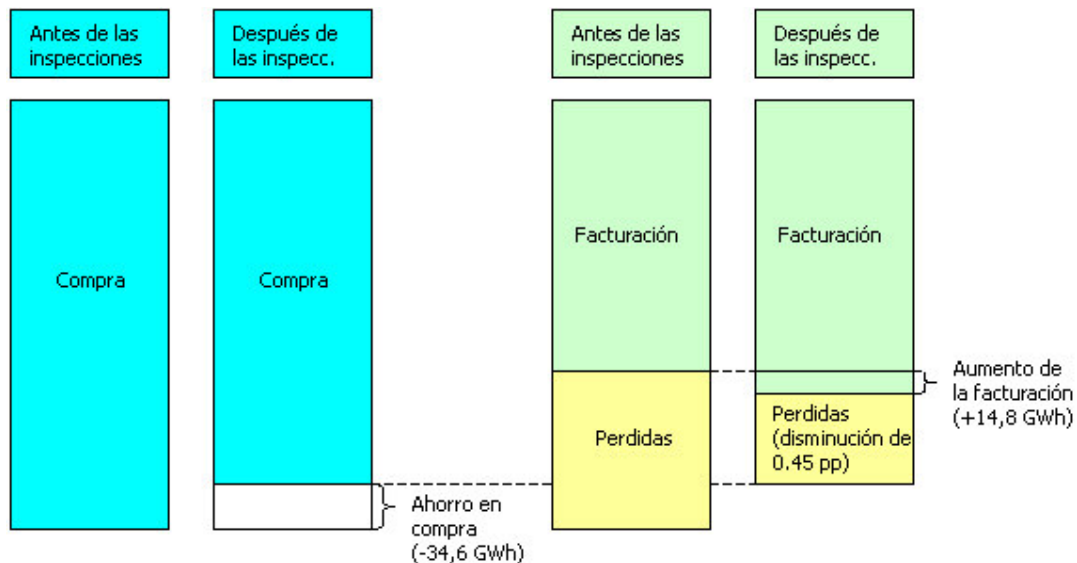 Antes de las
inspecciones
Después de
las inspecc.
Antes de las
inspecciones
Después de
las inspecc.
Compra
Compra
Facturación
Facturación
Aumento de
la facturación
(+14,8 GWh)
Perdidas
Perdidas
(disminución de
0.45 pp)
Ahorro en
compra
(-34,6 GWh)